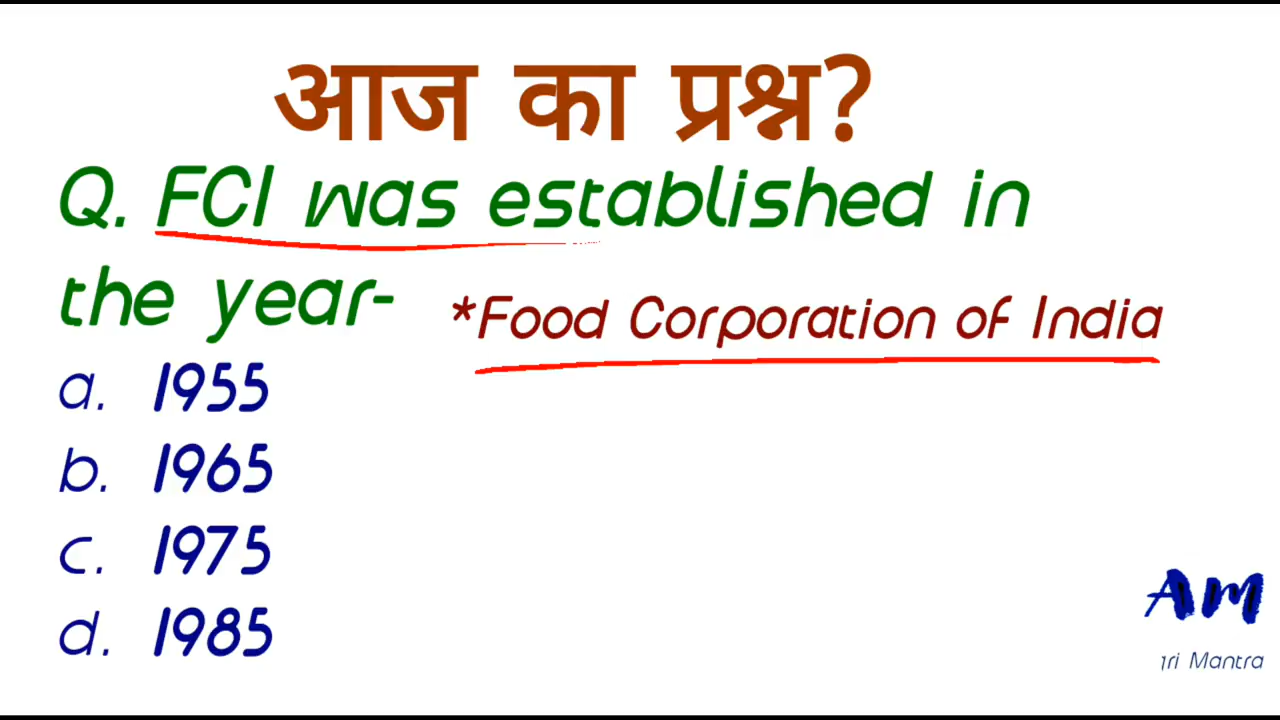 आज का प्रश्न?
Q. FCI was established in
the year-
*Food Corporation of India
a. 1955
b. 1965
c. 1975
d. 1985
AM
Mantra